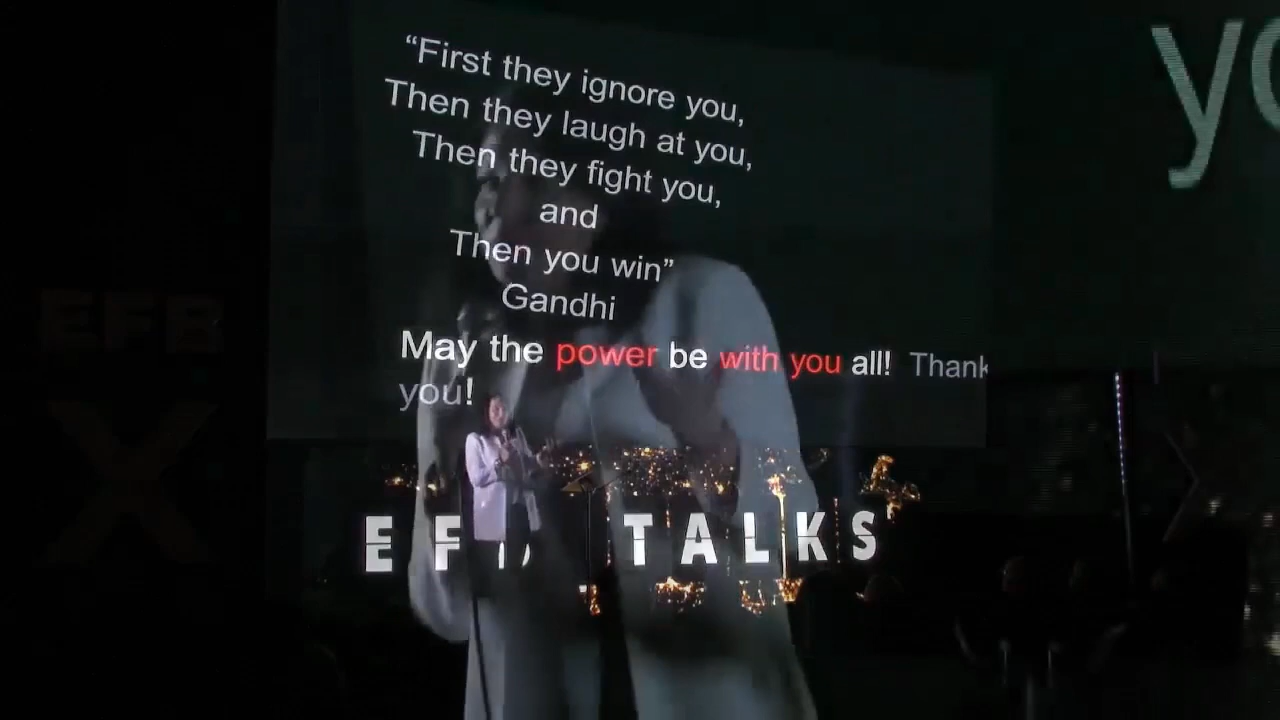 “First they ignore you,
Then they laugh at you,
Then they fight you,
and
Then you win”
Gandhi
May the power be with you all! Thank
you!
EFB
X
TALKS